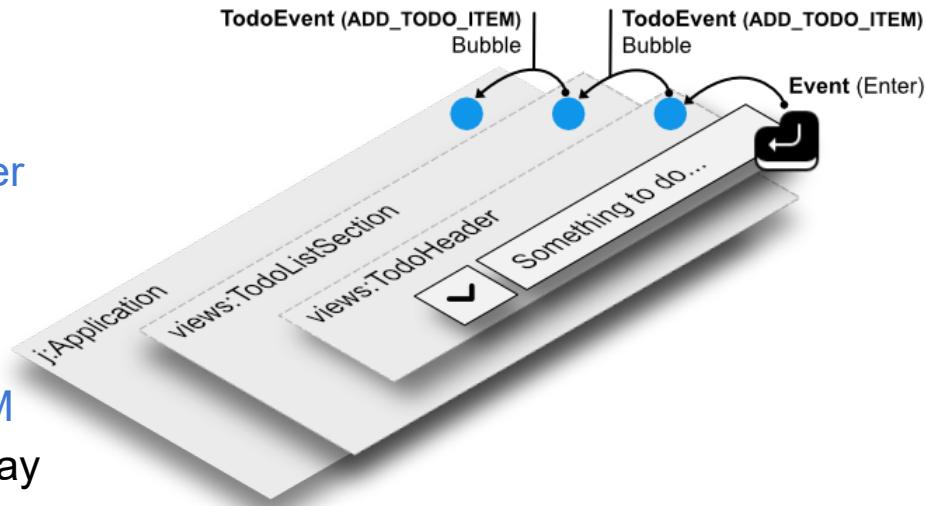 TodoEvent (ADD_TODO_ITEM)
Bubble
TodoEvent (ADD_TODO_ITEM)
Bubble
Event (Enter)
er
Something to do...
views:TodoHeader
views:TodoListSection
j:Application
M
ay